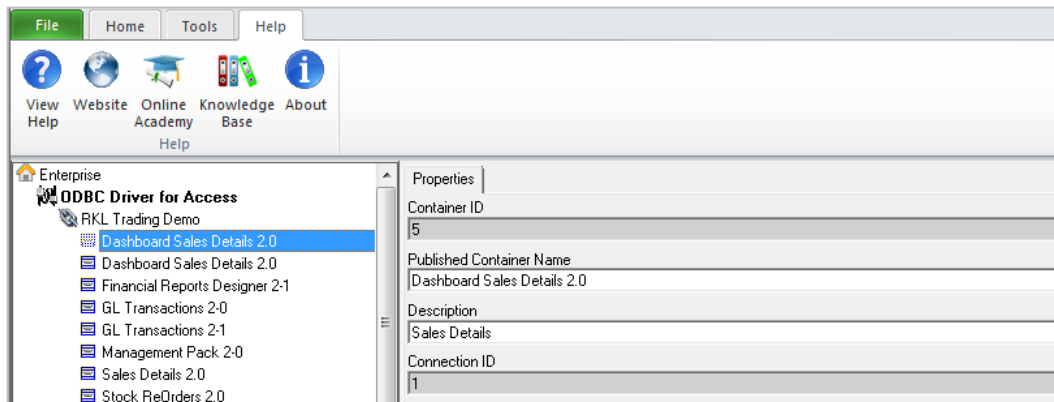 File Home Tools Help
View Help Website Online Academy Knowledge Base About
Help
Enterprise
ODBC Driver for Access
RKL Trading Demo
Dashboard Sales Details 2.0
Dashboard Sales Details 2.0
Financial Reports Designer 2-1
GL Transactions 2-0
GL Transactions 2-1
Management Pack 2-0
Sales Details 2.0
Stock ReOrders 2.0
Properties
Container ID
5
Published Container Name
Dashboard Sales Details 2.0
Description
Sales Details
Connection ID
1